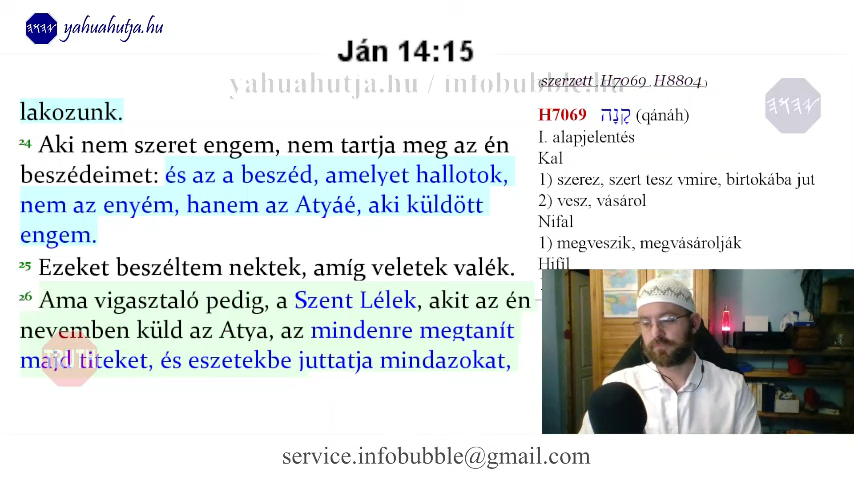 yahuahutja.hu
Ján 14:15
yahuahutja.hu / infobubble.hu
szerzett H7069 H8804
lakozunk.
24 Aki nem szeret engem, nem tartja meg az én
beszédeimet: és az a beszéd, amelyet hallotok,
nem az enyém, hanem az Atyáé, aki küldött
engem.
25 Ezeket beszéltem nektek, amíg veletek valék.
26 Ama vigasztaló pedig, a Szent Lélek, akit az én
nevemben küld az Atya, az mindenre megtanít
majd titeket, és eszetekbe juttatja mindazokat,
H7069 קָנָה (qánáh)
I. alapjelentés
Kal
1) szerez, szert tesz vmire, birtokába jut
2) vesz, vásárol
Nifal
1) megveszik, megvásárolják
Hifil
service.infobubble@gmail.com